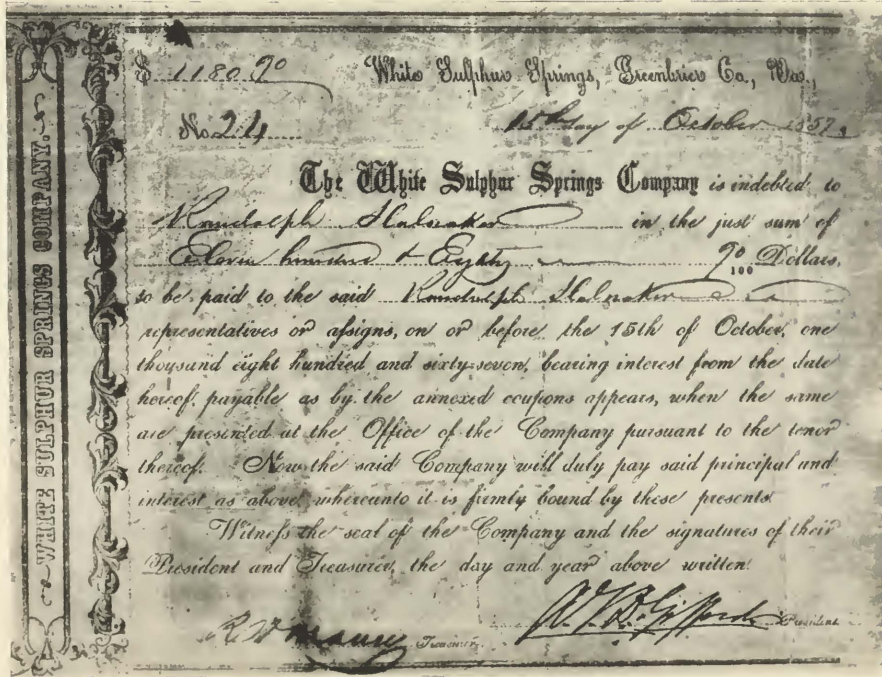 WHITE SULPHUR SPRINGS COMPANY.
$ 1180 90 White Sulphur Springs, Greenbrier Co., Va.,
No. 24 15th day of October 1857.
The White Sulphur Springs Company is indebted to
Randolph in the just sum of
Eleven hundred & Eighty 90/100 Dollars,
to be paid to the said Randolph
representatives or assigns, on or before the 15th of October, one
thousand eight hundred and sixty-seven, bearing interest from the date
hereof, payable as by the annexed coupons appears, when the same
are presented at the Office of the Company pursuant to the tenor
thereof. Now the said Company will duly pay said principal and
interest as above, whereunto it is firmly bound by these presents.
Witness the seal of the Company and the signatures of their
President and Treasurer, the day and year above written.
Treasurer. President.